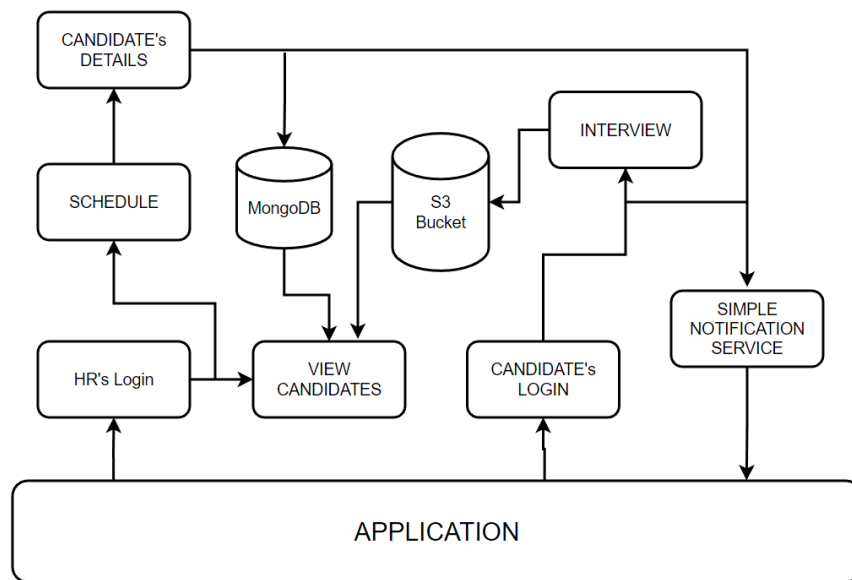 CANDIDATE's
DETAILS
INTERVIEW
SCHEDULE
MongoDB
S3
Bucket
SIMPLE
NOTIFICATION
SERVICE
HR's Login
VIEW
CANDIDATES
CANDIDATE's
LOGIN
APPLICATION